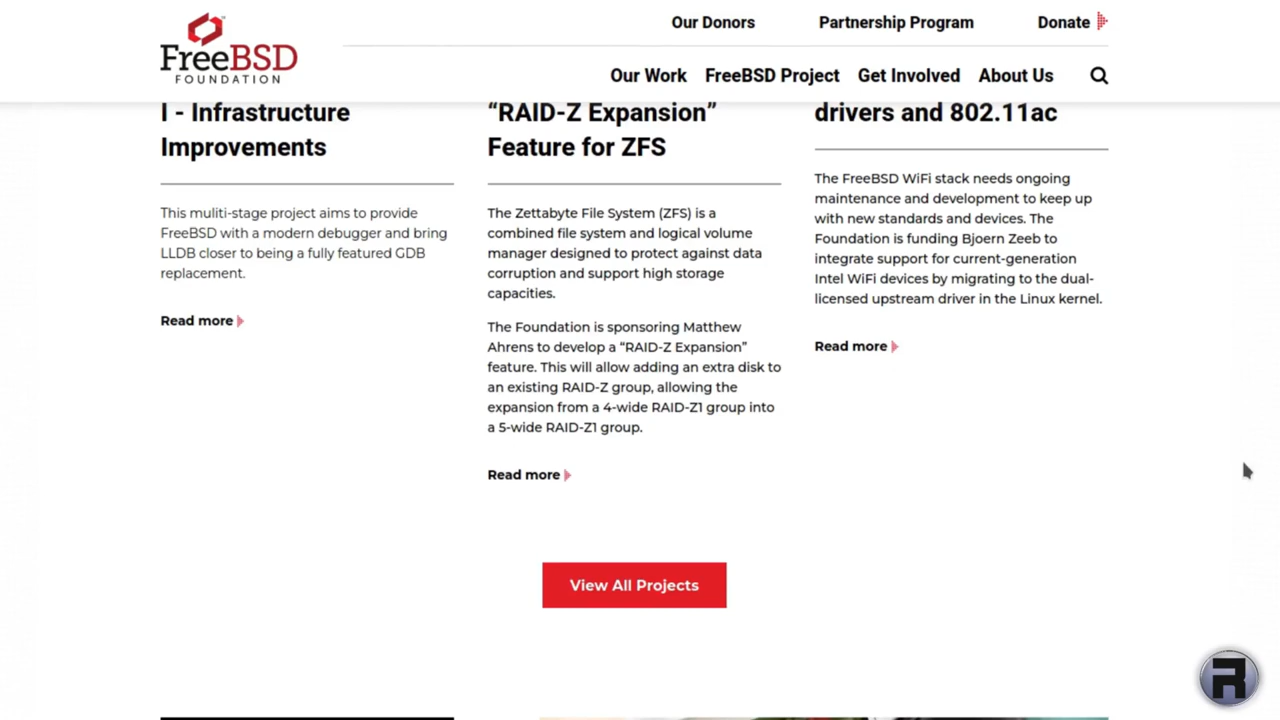 FreeBSD
FOUNDATION
Our Donors
Partnership Program
Donate
Our Work
FreeBSD Project
Get Involved
About Us
I - Infrastructure
Improvements
This muliti-stage project aims to provide
FreeBSD with a modern debugger and bring
LLDB closer to being a fully featured GDB
replacement.
Read more
“RAID-Z Expansion”
Feature for ZFS
The Zettabyte File System (ZFS) is a
combined file system and logical volume
manager designed to protect against data
corruption and support high storage
capacities.
The Foundation is sponsoring Matthew
Ahrens to develop a “RAID-Z Expansion”
feature. This will allow adding an extra disk to
an existing RAID-Z group, allowing the
expansion from a 4-wide RAID-Z1 group into
a 5-wide RAID-Z1 group.
Read more
drivers and 802.11ac
The FreeBSD WiFi stack needs ongoing
maintenance and development to keep up
with new standards and devices. The
Foundation is funding Bjoern Zeeb to
integrate support for current-generation
Intel WiFi devices by migrating to the dual-
licensed upstream driver in the Linux kernel.
Read more
View All Projects
R